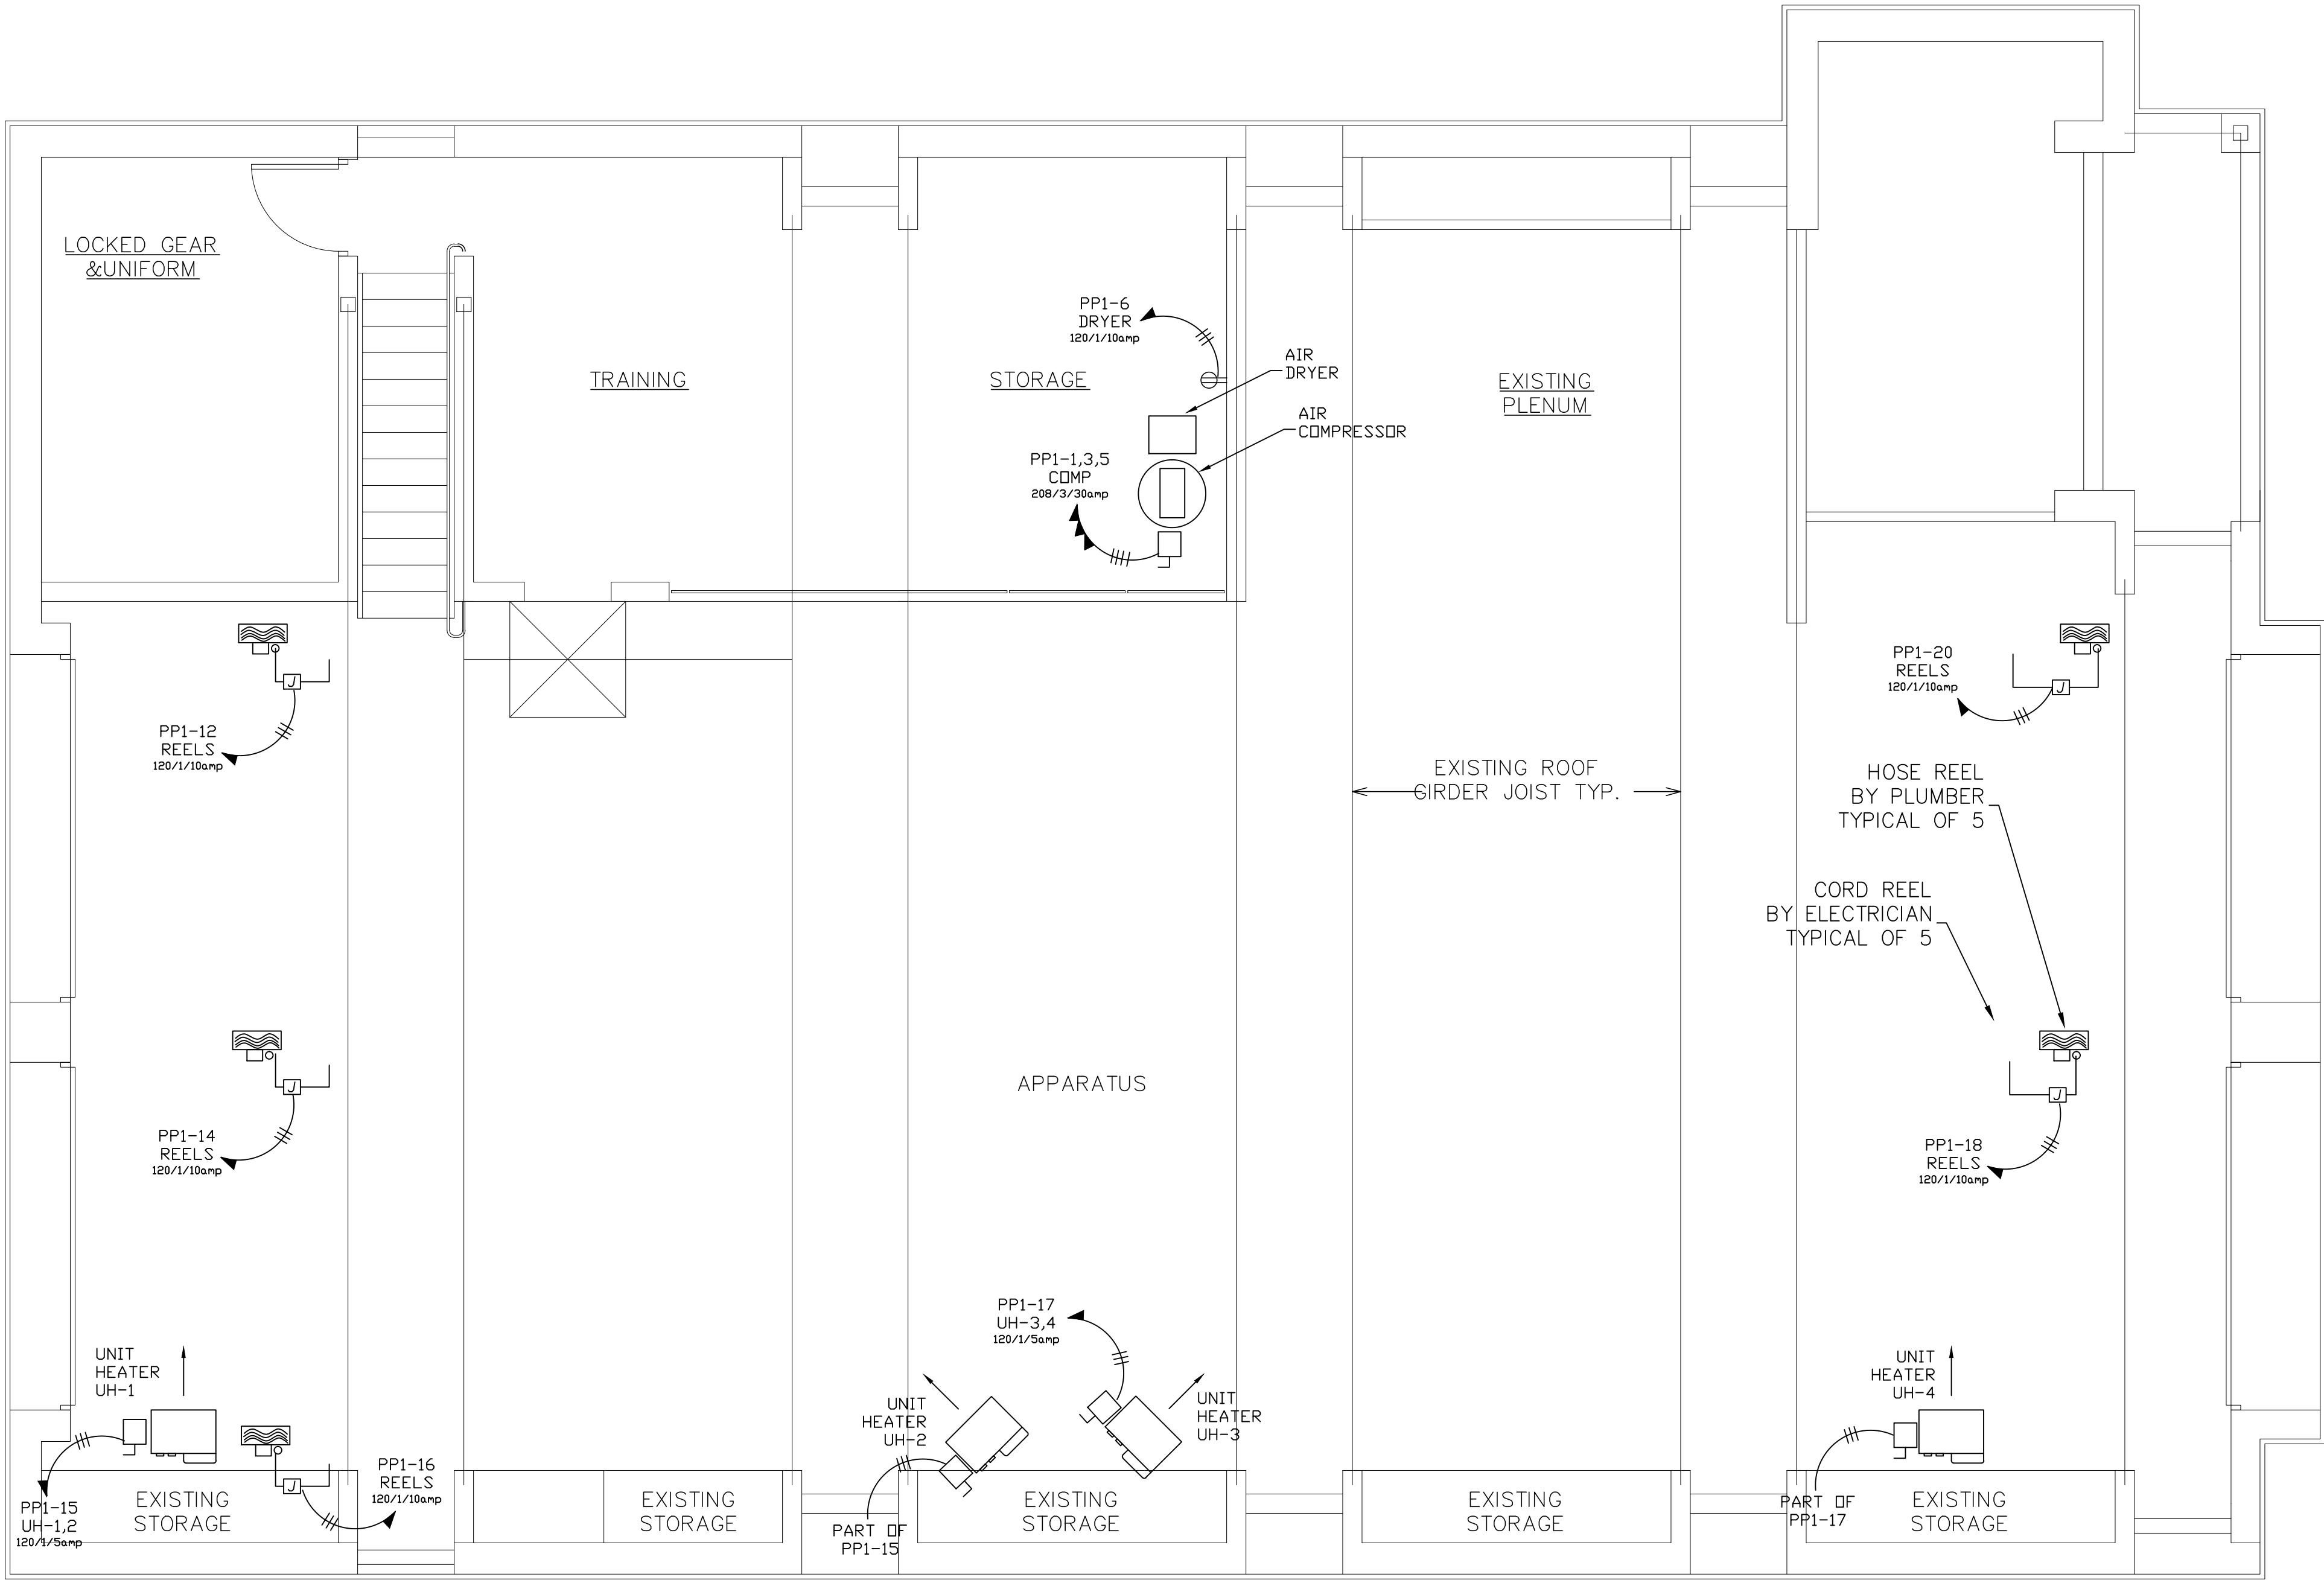 LOCKED GEAR
&UNIFORM
TRAINING
PP1-6
DRYER
120/1/10amp
STORAGE
AIR
DRYER
AIR
COMPRESSOR
PP1-1,3,5
COMP
208/3/30amp
EXISTING
PLENUM
J
PP1-12
REELS
120/1/10amp
PP1-20
REELS
120/1/10amp
J
EXISTING ROOF
GIRDER JOIST TYP.
HOSE REEL
BY PLUMBER
TYPICAL OF 5
CORD REEL
BY ELECTRICIAN
TYPICAL OF 5
J
PP1-14
REELS
120/1/10amp
APPARATUS
J
PP1-18
REELS
120/1/10amp
UNIT
HEATER
UH-1
PP1-17
UH-3,4
120/1/5amp
UNIT
HEATER
UH-2
UNIT
HEATER
UH-3
UNIT
HEATER
UH-4
PP1-15
UH-1,2
120/1/5amp
EXISTING
STORAGE
J
PP1-16
REELS
120/1/10amp
EXISTING
STORAGE
PART OF
PP1-15
EXISTING
STORAGE
EXISTING
STORAGE
PART OF
PP1-17
EXISTING
STORAGE